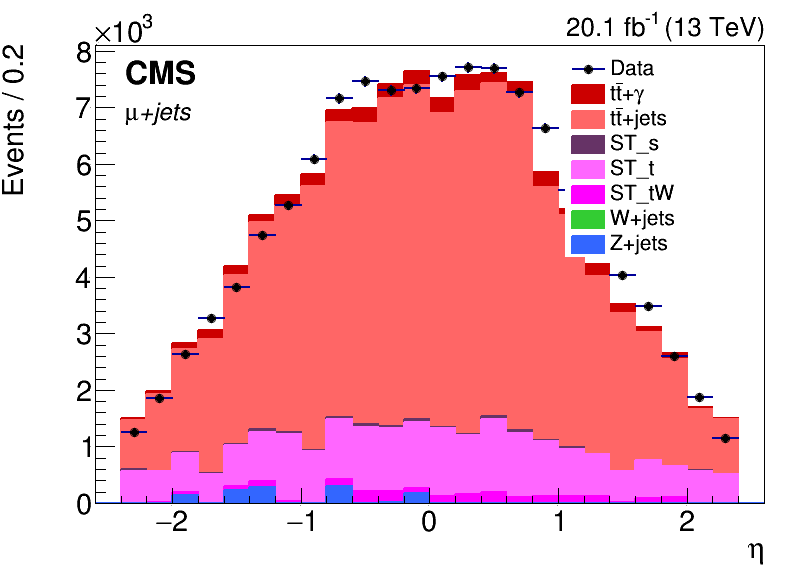 ×10³
20.1 fb⁻¹ (13 TeV)
CMS
μ+jets
Events / 0.2
Data
tt̄+γ
tt̄+jets
ST_s
ST_t
ST_tW
W+jets
Z+jets
8
7
6
5
4
3
2
1
0
−2 −1 0 1 2
η